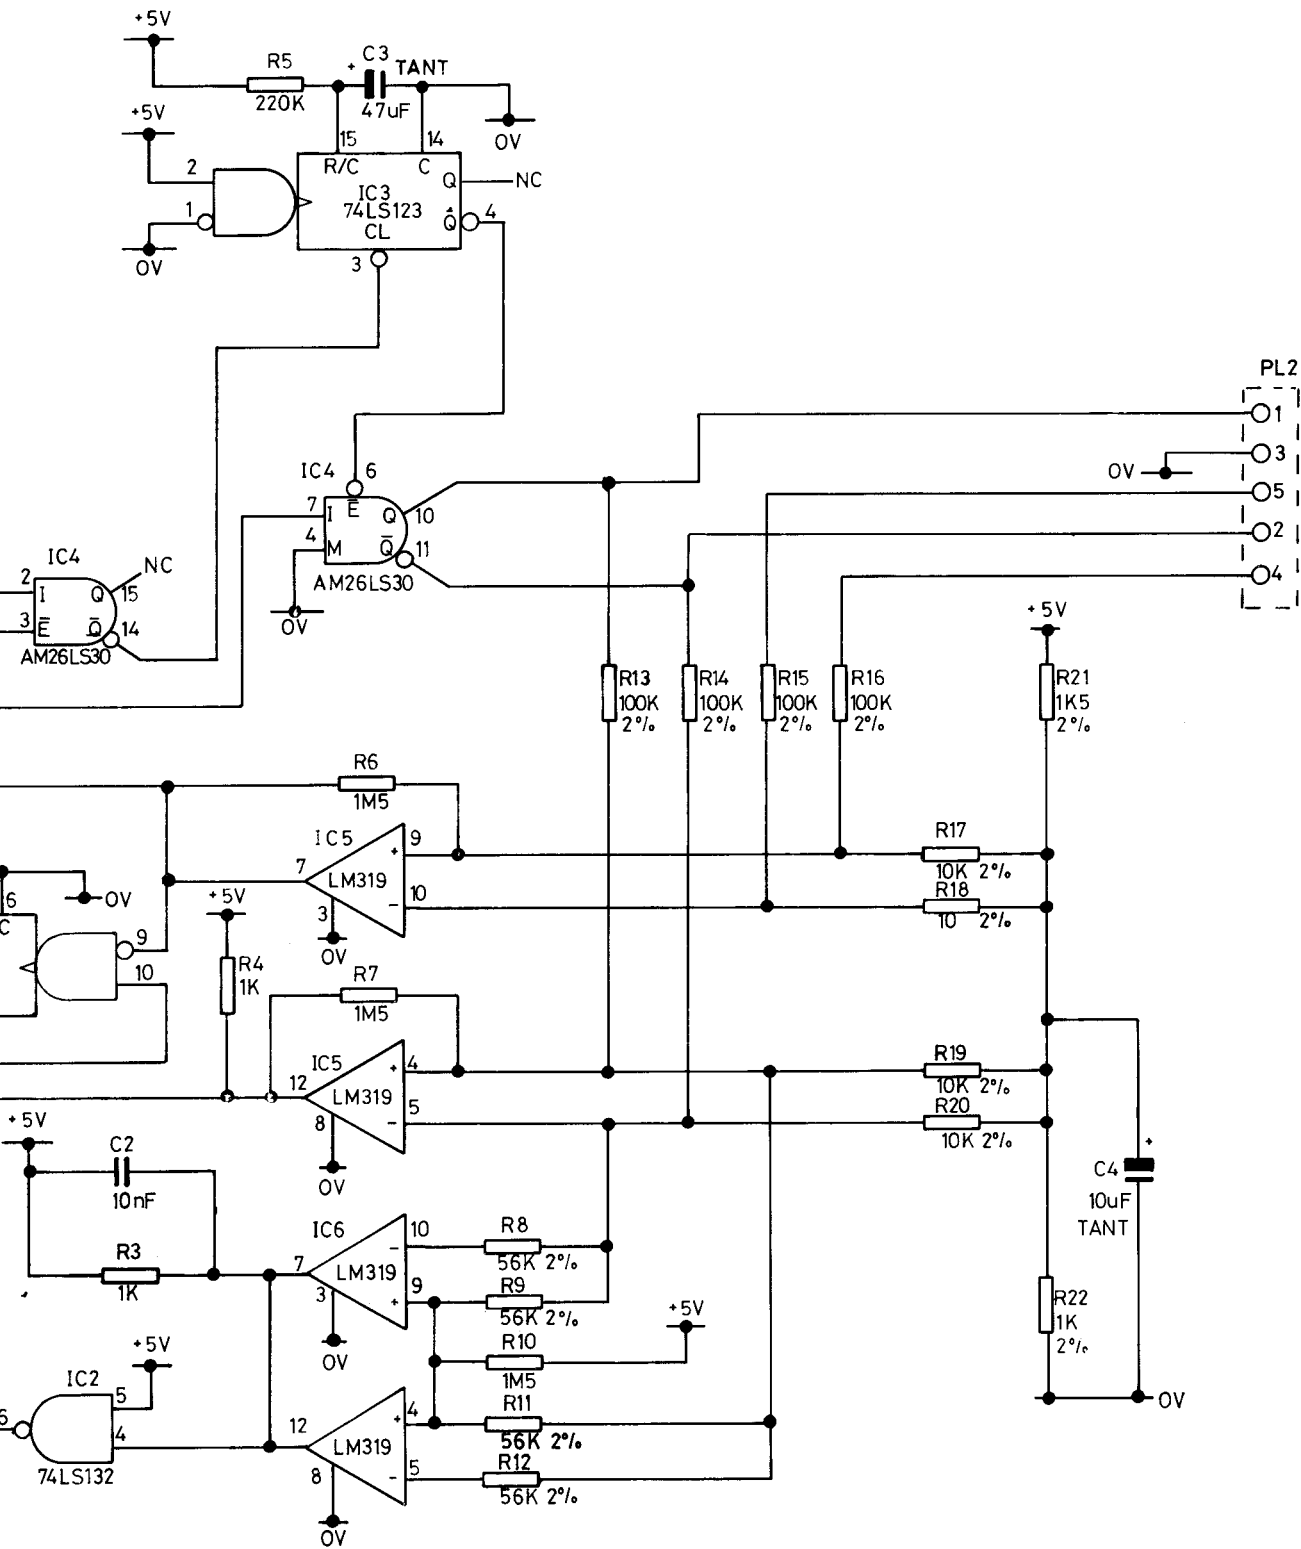 +5V
R5
220K
+
C3
TANT
47uF
0V
+5V
2
1
0V
15
14
R/C
C
Q
NC
IC3
74LS123
CL
Q̅
4
3
PL2
1
3
5
2
4
0V
IC4
6
E̅
7
I
Q
10
4
M
Q̅
11
AM26LS30
0V
IC4
NC
2
I
Q
15
3
E̅
Q̅
14
AM26LS30
+5V
R13
100K
2%
R14
100K
2%
R15
100K
2%
R16
100K
2%
R21
1K5
2%
R6
1M5
IC5
9
+
7
LM319
10
-
3
0V
R17
10K 2%
R18
10 2%
0V
6
C
9
10
+5V
R4
1K
R7
1M5
IC5
4
+
12
LM319
5
-
8
0V
R19
10K 2%
R20
10K 2%
+5V
C2
10nF
R3
1K
IC6
10
-
7
LM319
9
+
3
0V
R8
56K 2%
R9
56K 2%
+5V
R10
1M5
R11
56K 2%
R12
56K 2%
+
C4
10uF
TANT
R22
1K
2%
0V
+5V
IC2
5
4
6
74LS132
12
4
+
LM319
5
-
8
0V